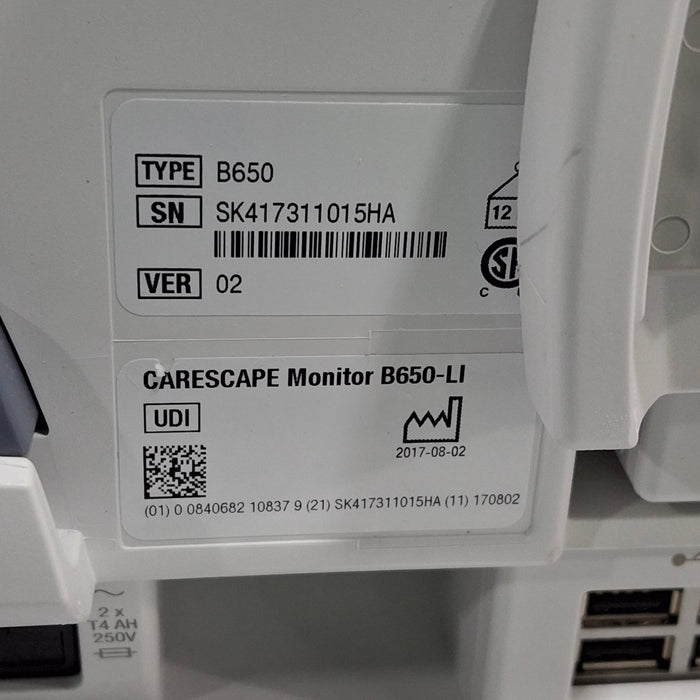 TYPE B650
SN SK417311015HA
12
VER 02
C
CARESCAPE Monitor B650-LI
UDI
2017-08-02
(01) 0 0840682 10837 9 (21) SK417311015HA (11) 170802
2 x
T4 AH
250V